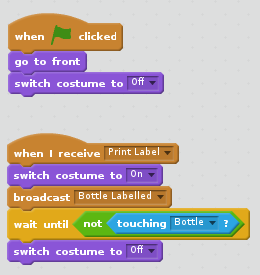 when clicked
go to front
switch costume to Off
when I receive Print Label
switch costume to On
broadcast Bottle Labelled
wait until not touching Bottle ?
switch costume to Off